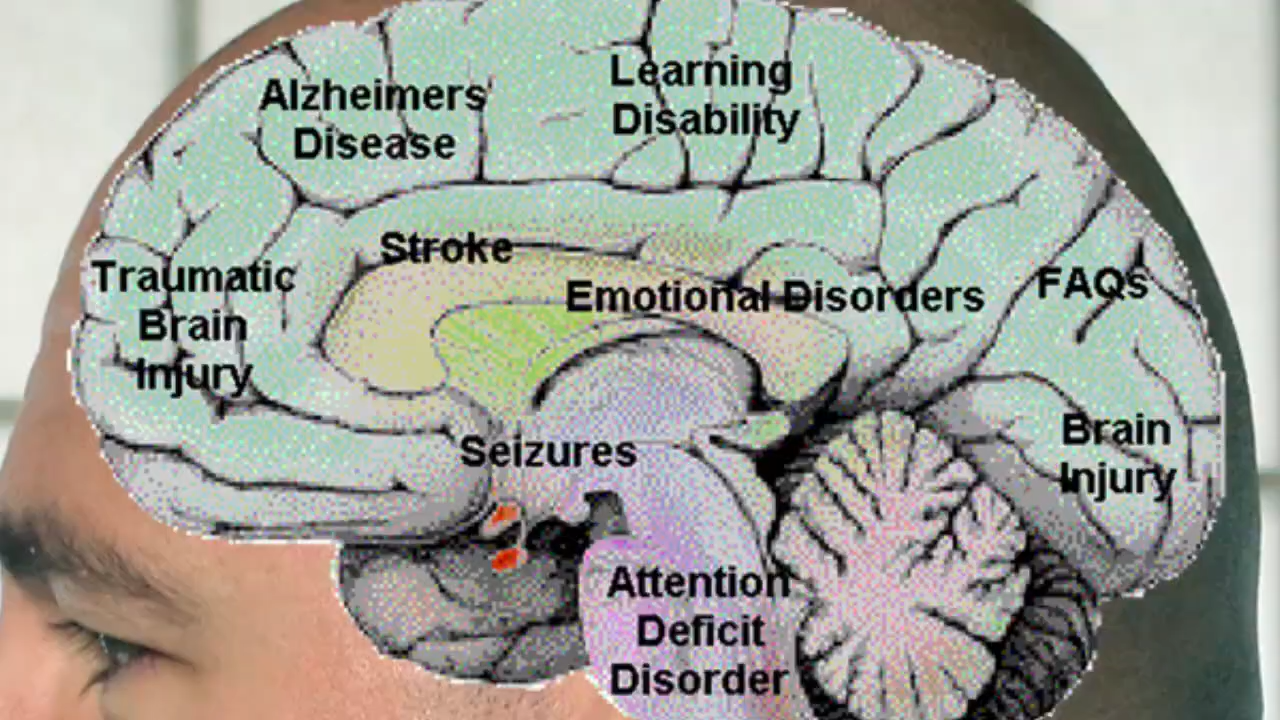 Alzheimers
Disease
Learning
Disability
Stroke
Traumatic
Brain
Injury
Emotional Disorders
FAQs
Seizures
Brain
Injury
Attention
Deficit
Disorder